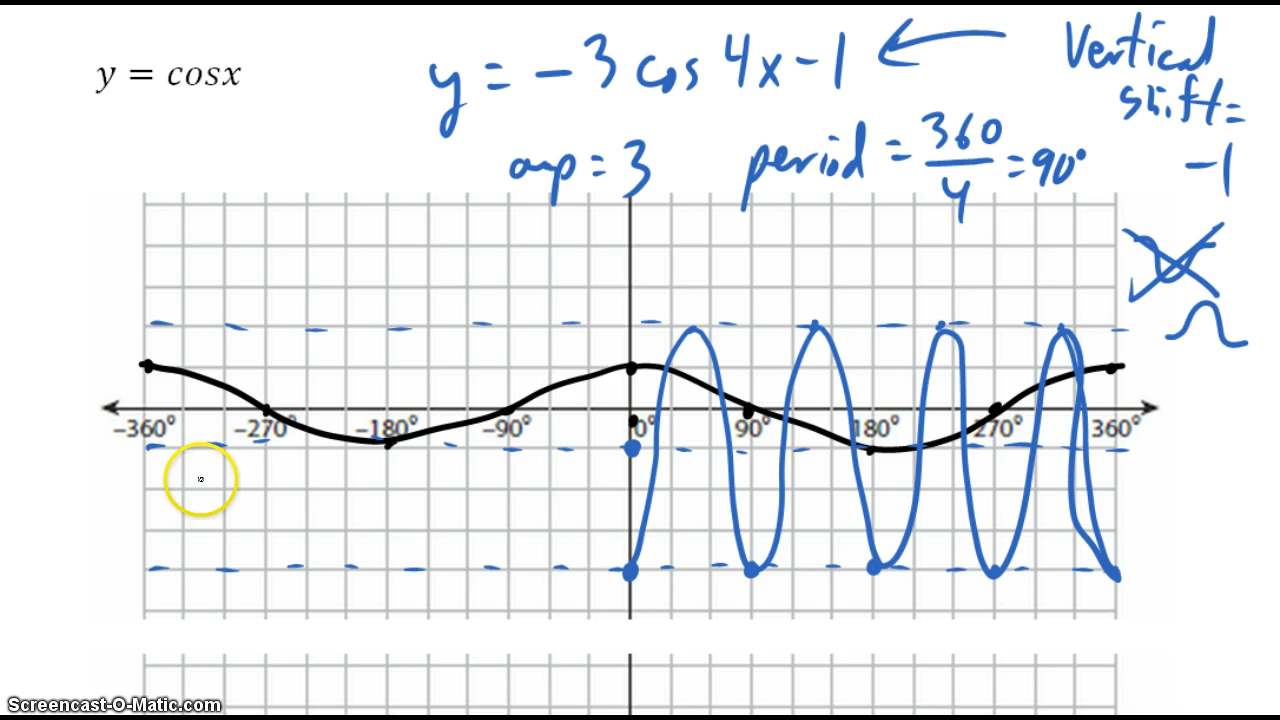 y = cosx
y = -3 cos 4x - 1
Vertical
shift =
-1
amp = 3
period = 360/4 = 90°
-360° -270° -180° -90° 0° 90° 180° 270° 360°
Screencast-O-Matic.com